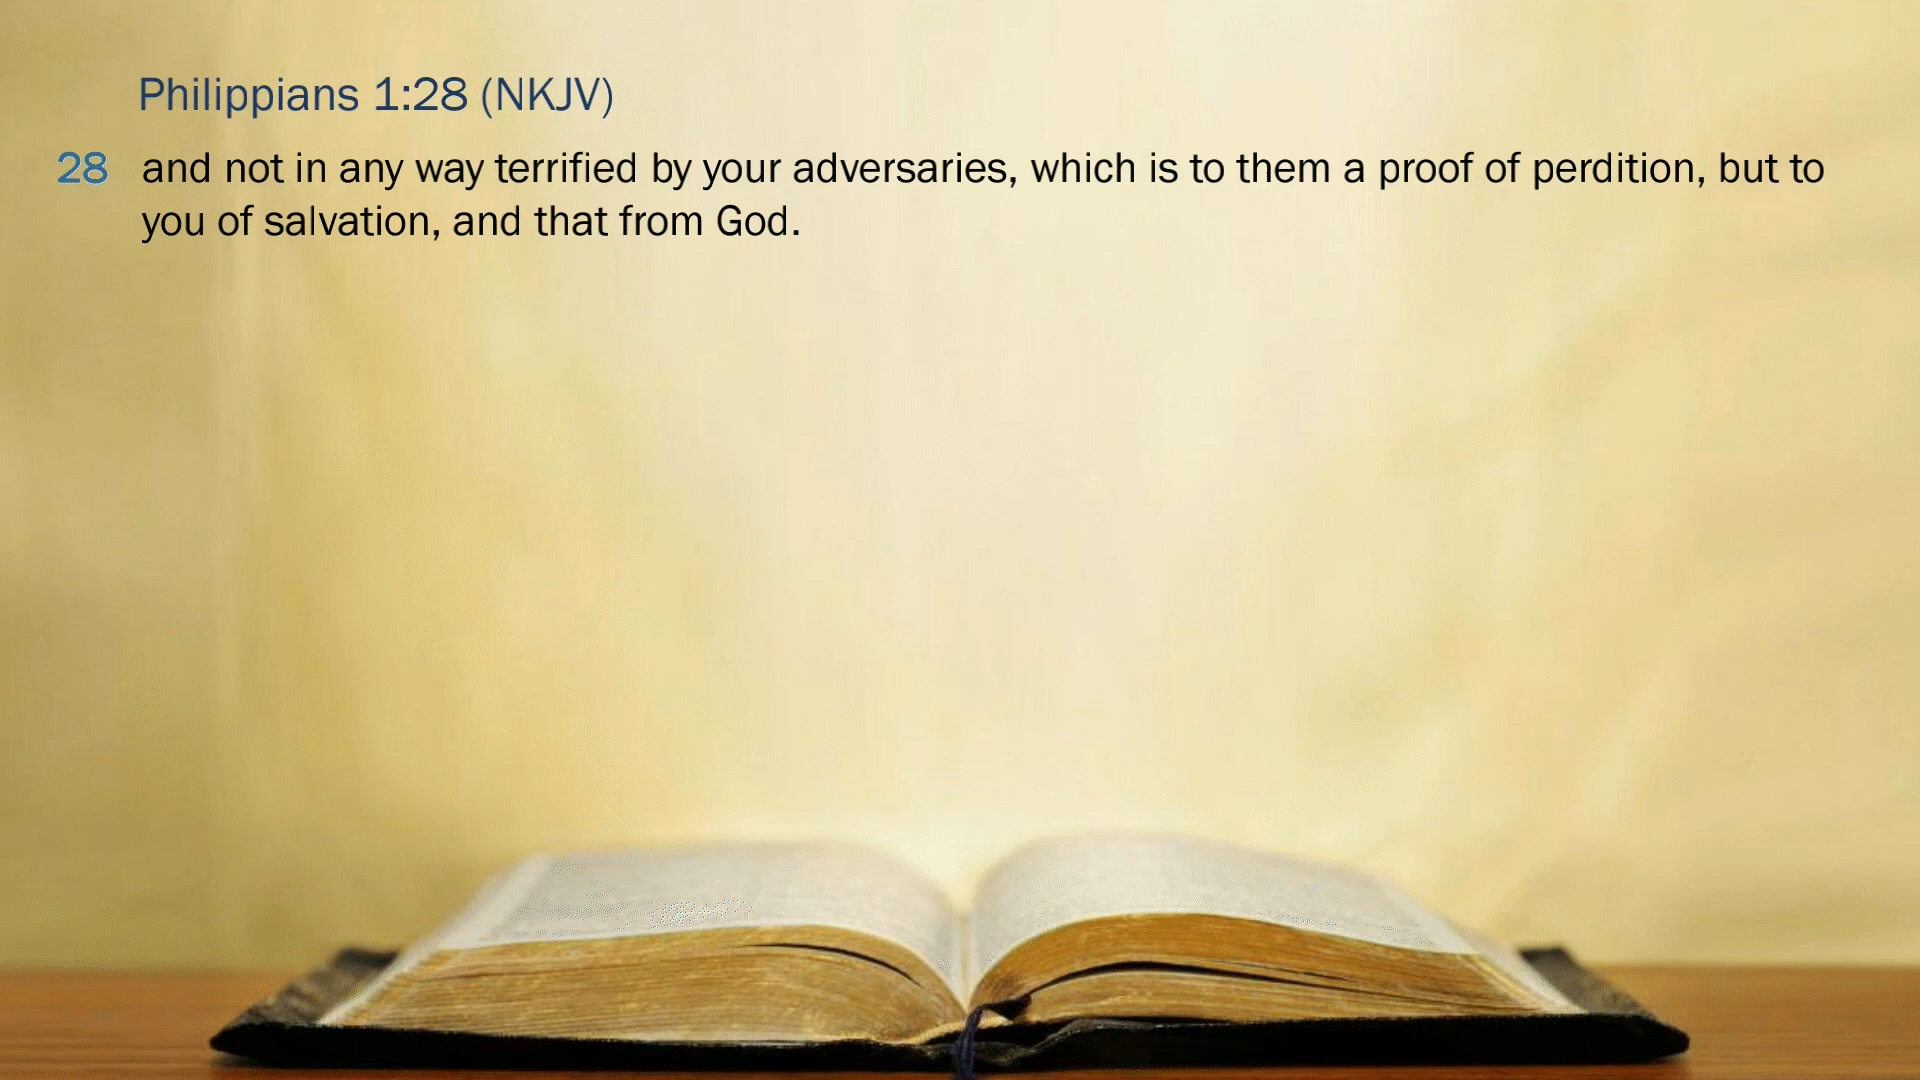 Philippians 1:28 (NKJV)
28 and not in any way terrified by your adversaries, which is to them a proof of perdition, but to
you of salvation, and that from God.